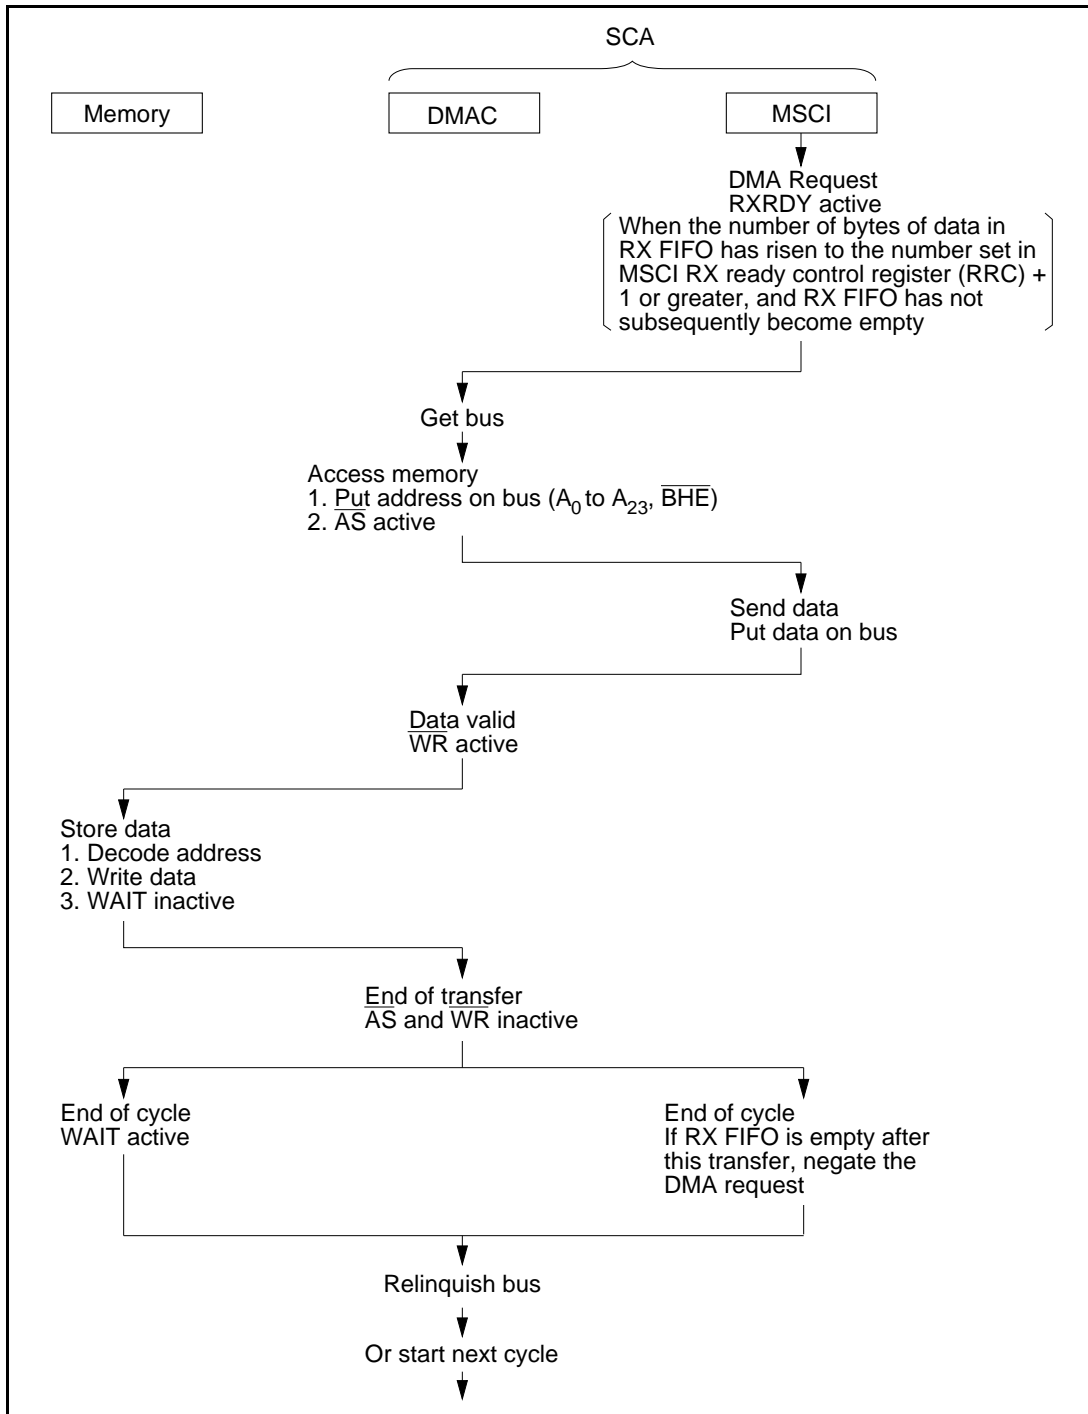 SCA
Memory
DMAC
MSCI
DMA Request
RXRDY active
When the number of bytes of data in
RX FIFO has risen to the number set in
MSCI RX ready control register (RRC) +
1 or greater, and RX FIFO has not
subsequently become empty
Get bus
Access memory
1. Put address on bus (A₀ to A₂₃, B̅H̅E̅)
2. A̅S̅ active
Send data
Put data on bus
Data valid
W̅R̅ active
Store data
1. Decode address
2. Write data
3. WAIT inactive
End of transfer
A̅S̅ and W̅R̅ inactive
End of cycle
WAIT active
End of cycle
If RX FIFO is empty after
this transfer, negate the
DMA request
Relinquish bus
Or start next cycle